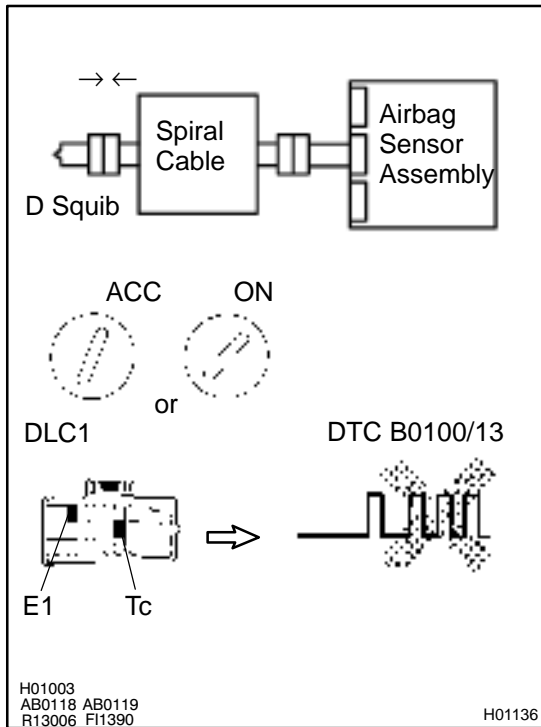 Spiral
Cable
Airbag
Sensor
Assembly
D Squib
ACC ON
or
DLC1 DTC B0100/13
E1 Tc
H01003
AB0118 AB0119
R13006 FI1390 H01136